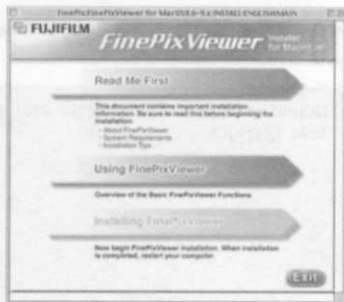 FinePix:FinePixViewer for MacOS8.6-9.x:INSTALL:ENGLISH:MAIN
FUJIFILM
FinePixViewer Installer for Macintosh
Read Me First
This document contains important installation
information. Be sure to read this before beginning the
installation.
- About FinePixViewer
- System Requirements
- Installation Tips
Using FinePixViewer
Overview of the Basic FinePixViewer Functions
Installing FinePixViewer
Now begin FinePixViewer installation. When installation
is completed, restart your computer
Exit